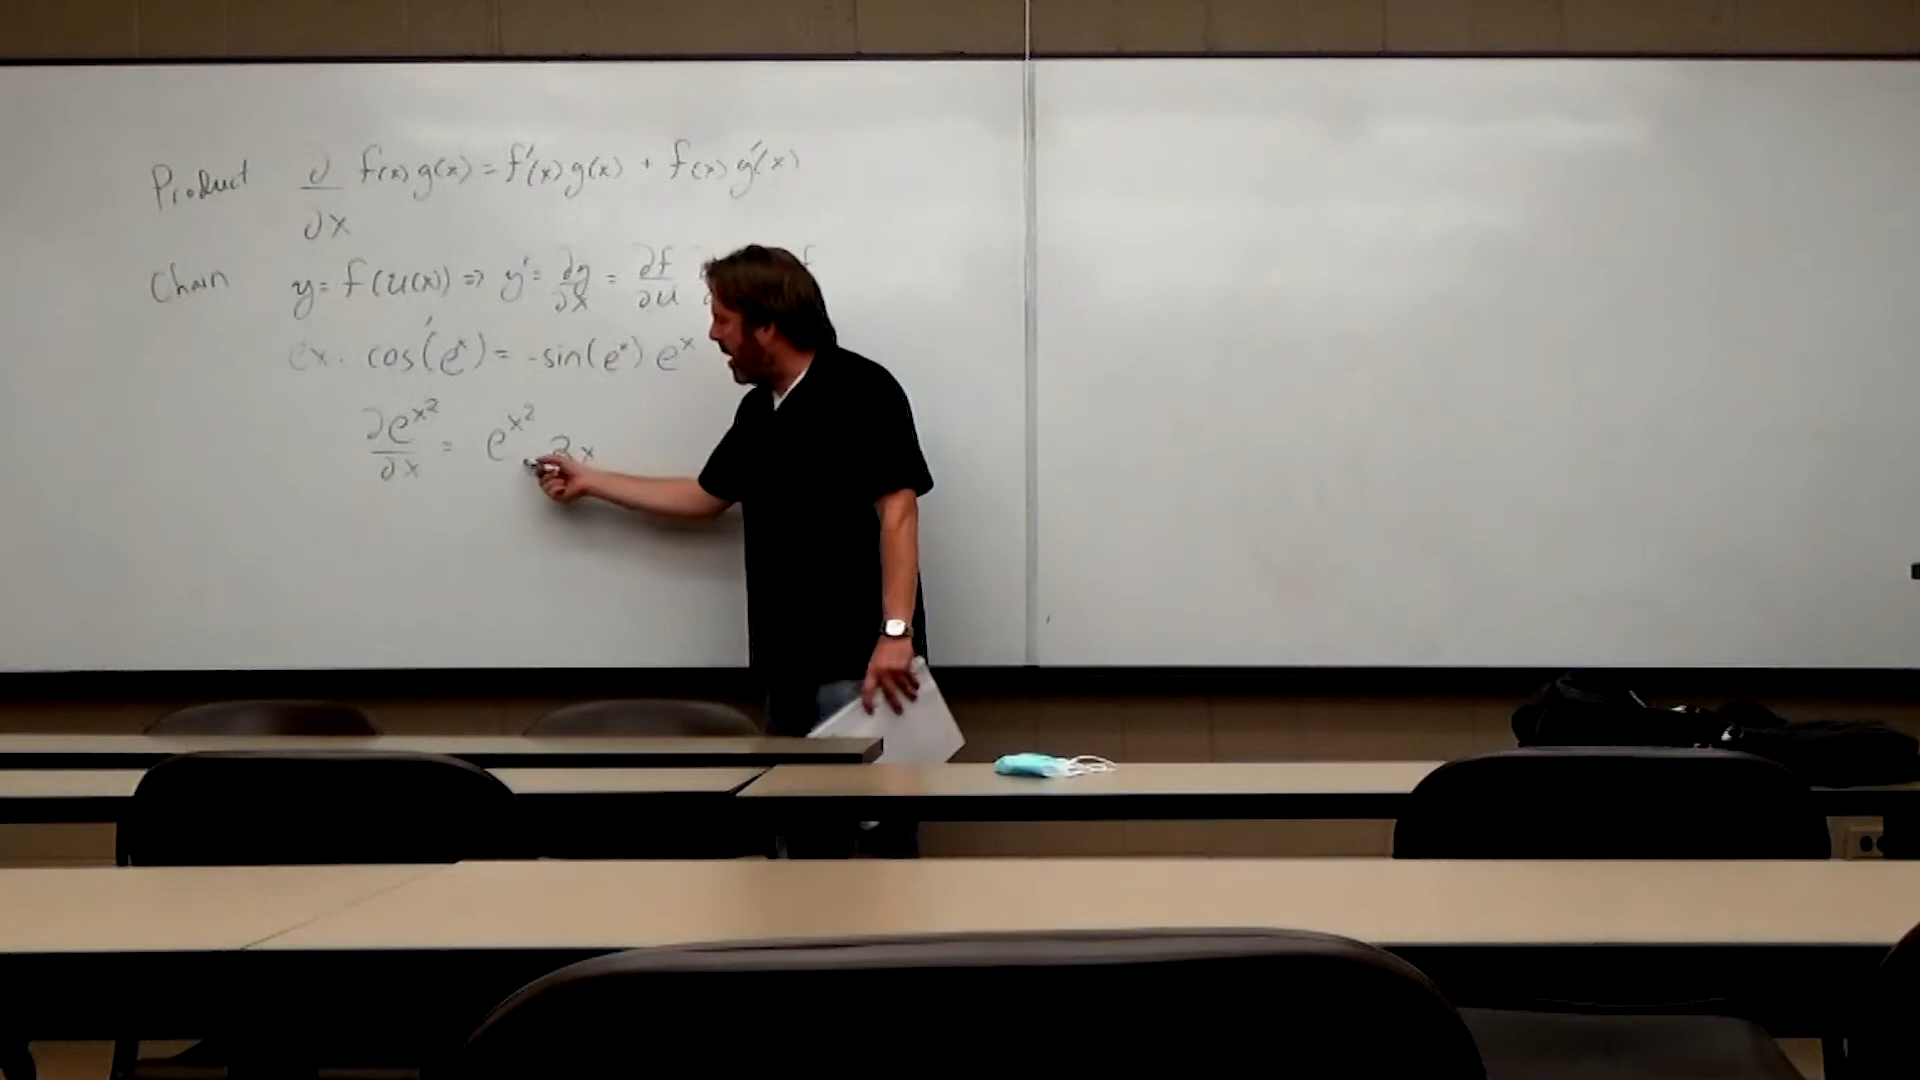 Product ∂/∂x f(x)g(x) = f'(x)g(x) + f(x)g'(x)
Chain y = f(u(x)) ⇒ y' = ∂y/∂x = ∂f/∂u
ex. cos'(eˣ) = -sin(eˣ) eˣ
∂e^x²/∂x = e^x² 2x